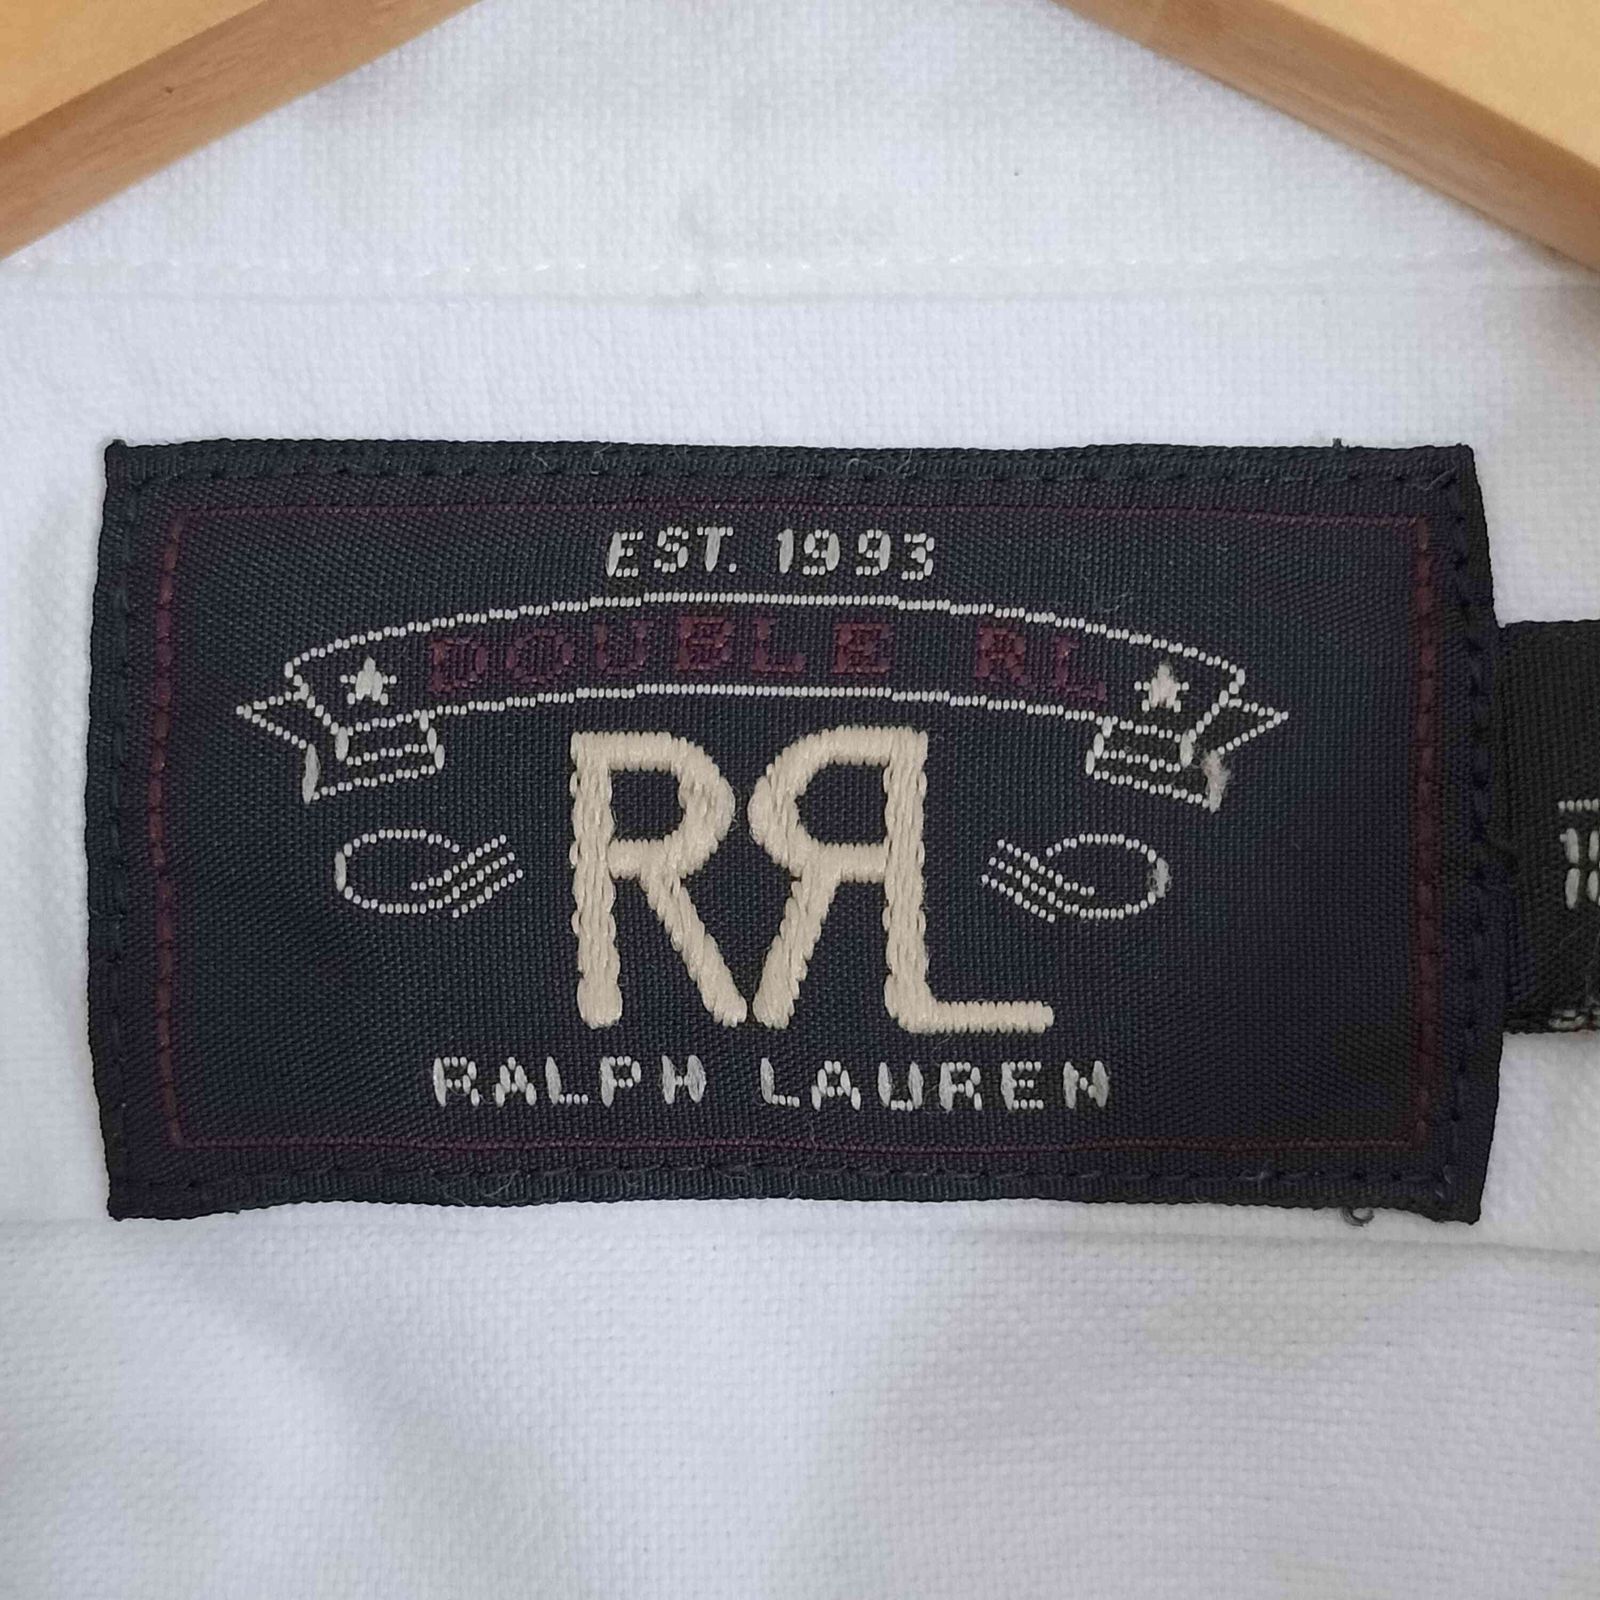 EST. 1993
DOUBLE RL
RRL
RALPH LAUREN